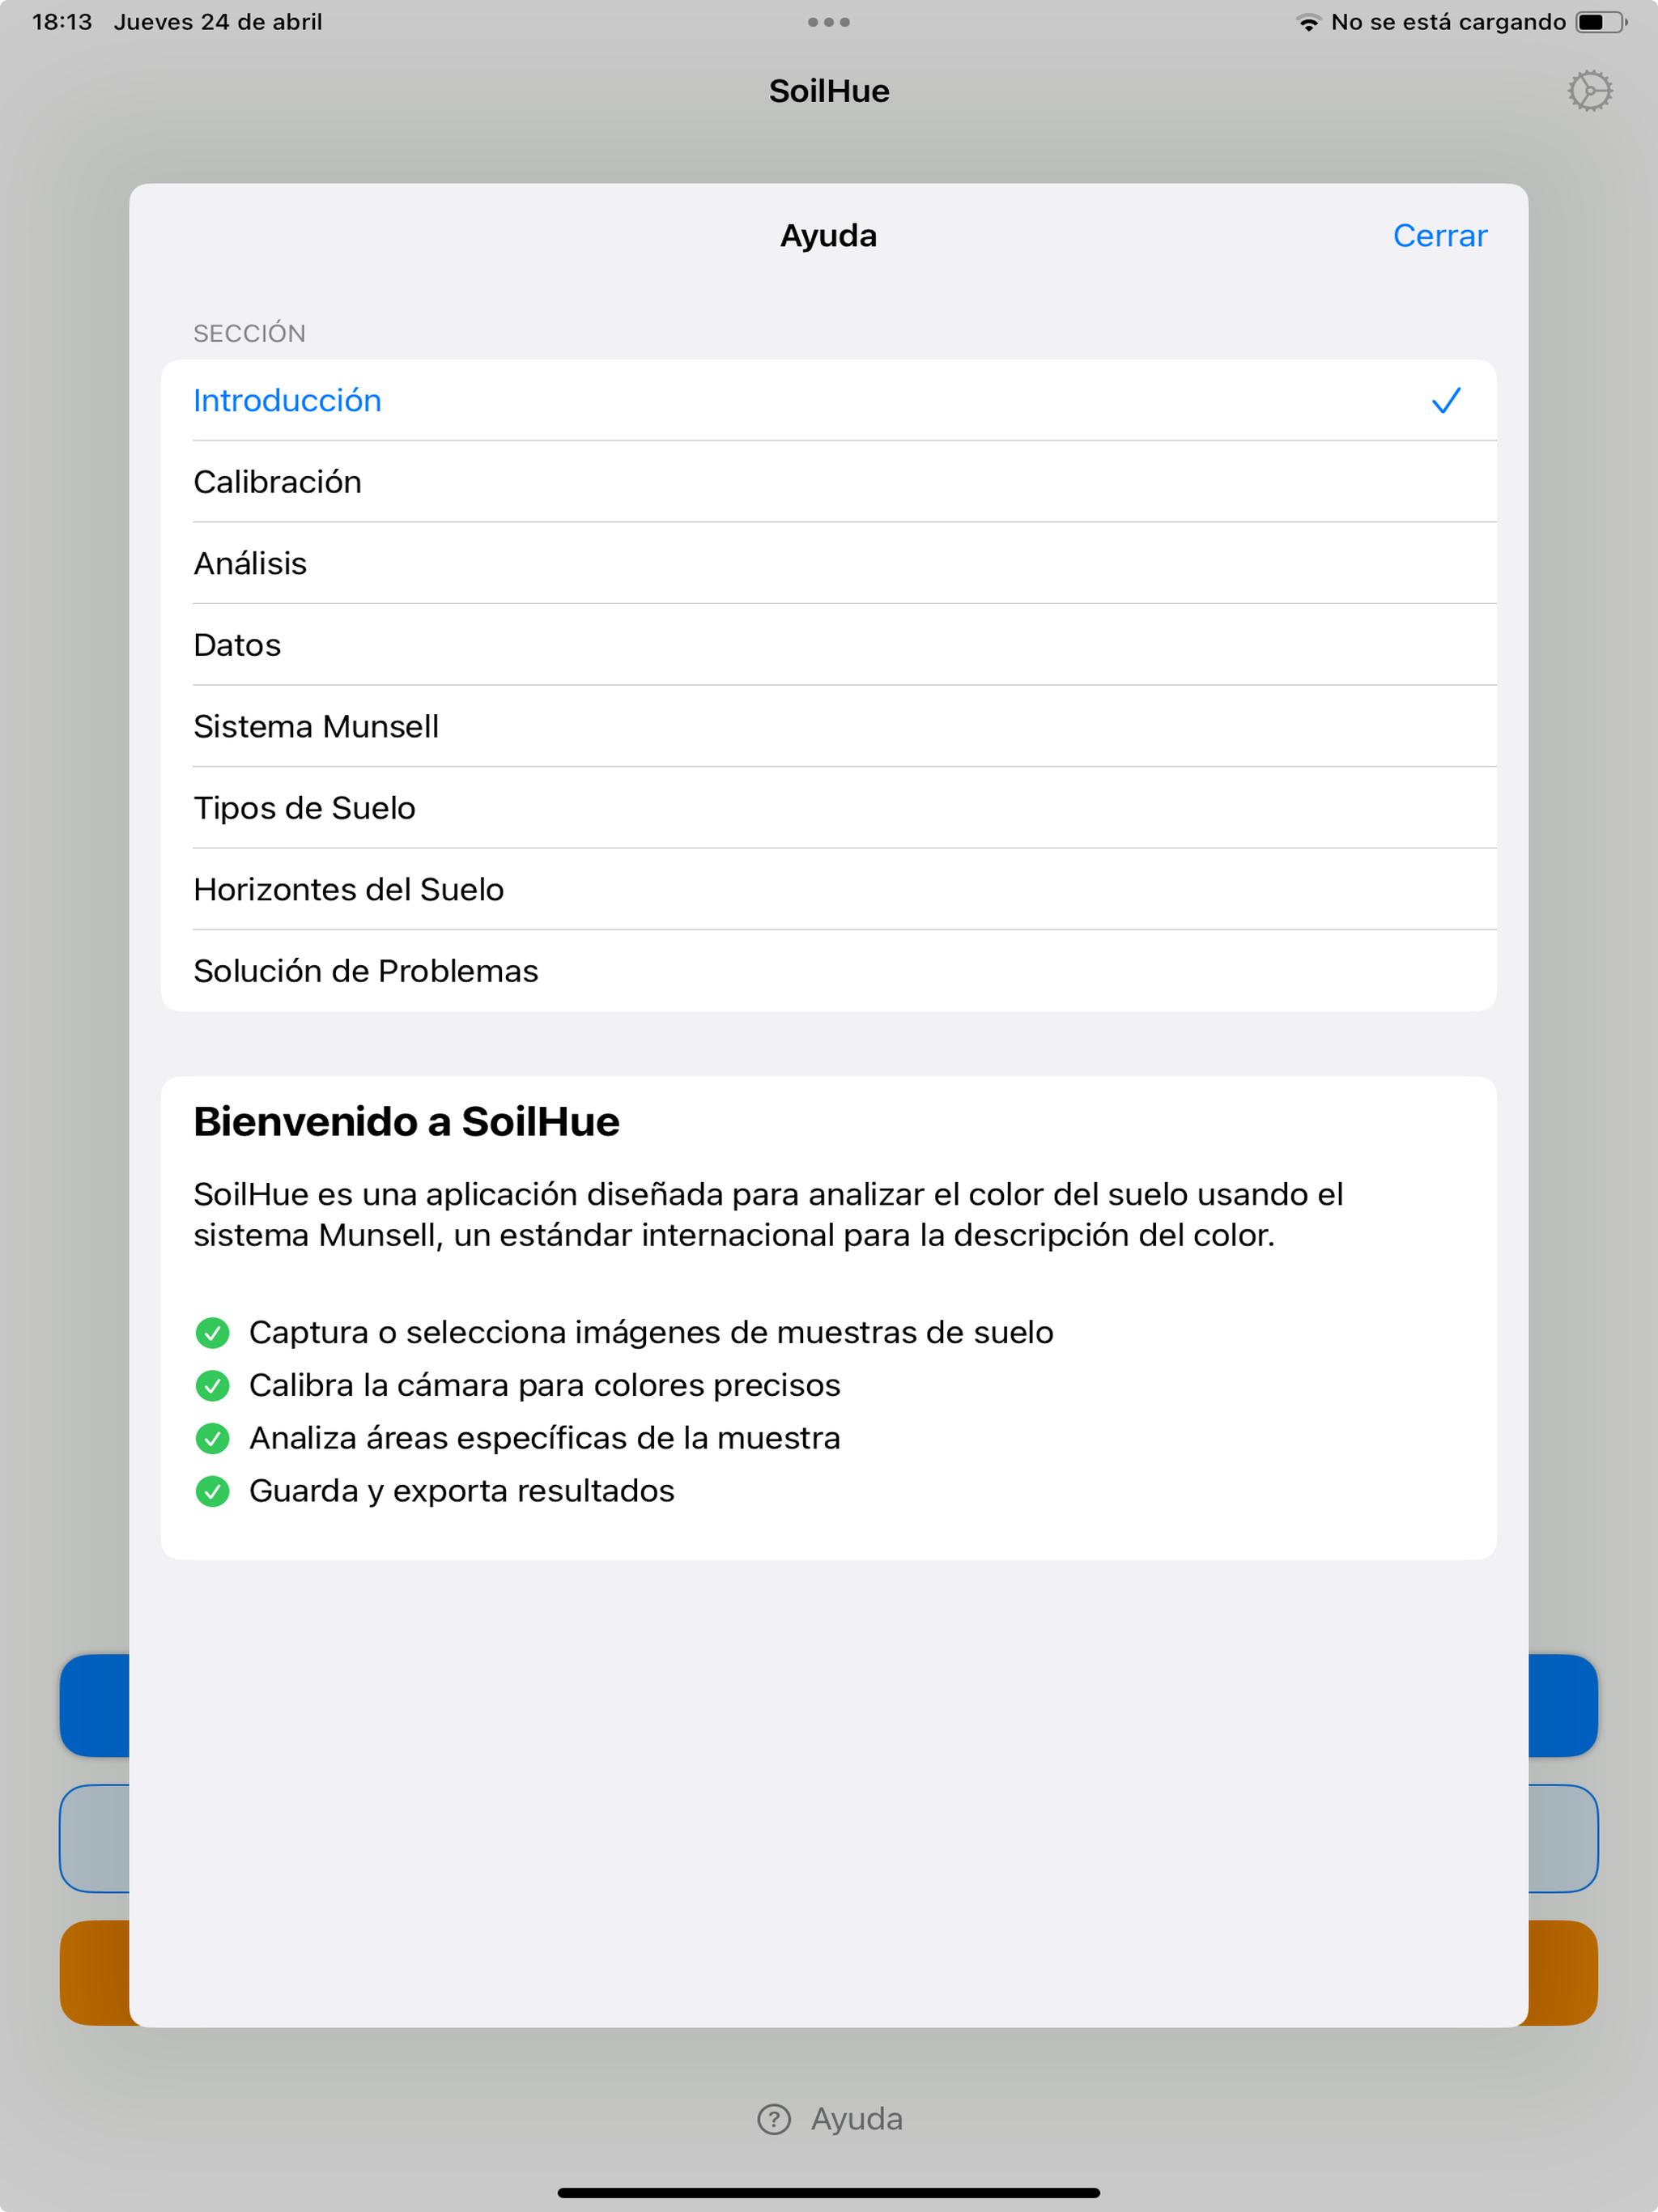 18:13 Jueves 24 de abril
No se está cargando
SoilHue
Ayuda
Cerrar
SECCIÓN
Introducción
Calibración
Análisis
Datos
Sistema Munsell
Tipos de Suelo
Horizontes del Suelo
Solución de Problemas
Bienvenido a SoilHue
SoilHue es una aplicación diseñada para analizar el color del suelo usando el
sistema Munsell, un estándar internacional para la descripción del color.
Captura o selecciona imágenes de muestras de suelo
Calibra la cámara para colores precisos
Analiza áreas específicas de la muestra
Guarda y exporta resultados
? Ayuda